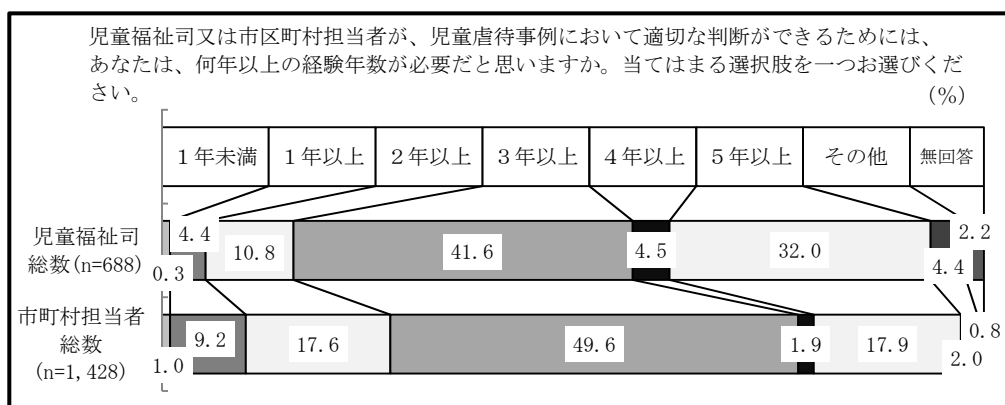 児童福祉司又は市区町村担当者が、児童虐待事例において適切な判断ができるためには、
あなたは、何年以上の経験年数が必要だと思いますか。当てはまる選択肢を一つお選びくだ
さい。 (%)
1年未満 1年以上 2年以上 3年以上 4年以上 5年以上 その他 無回答
児童福祉司
総数(n=688)
0.3 4.4 10.8 41.6 4.5 32.0 4.4 2.2
市町村担当者
総数
(n=1,428)
1.0 9.2 17.6 49.6 1.9 17.9 2.0 0.8